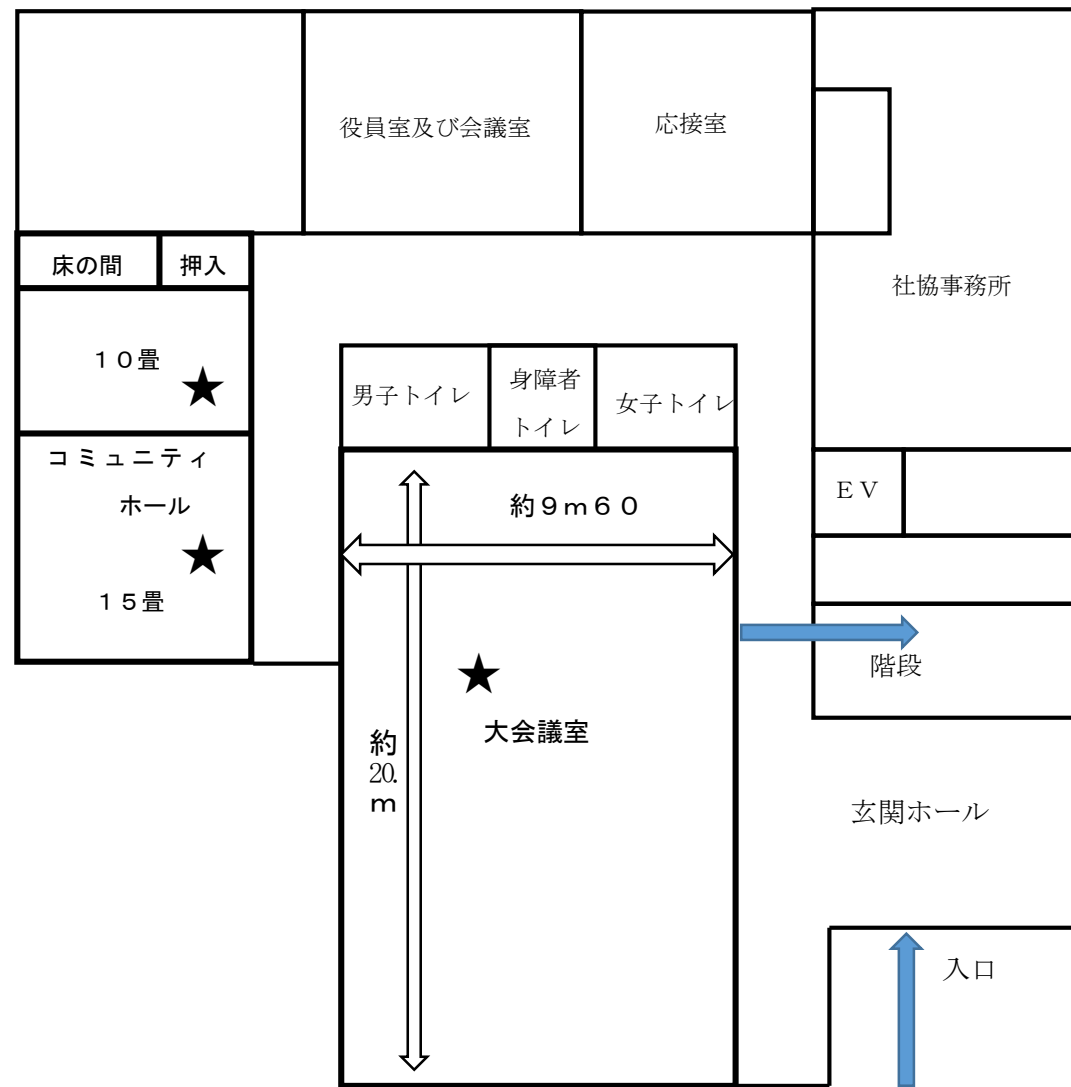 役員室及び会議室
応接室
床の間
押入
社協事務所
１０畳
★
男子トイレ
身障者
トイレ
女子トイレ
コミュニティ
ホール
★
１５畳
約９ｍ６０
ＥＶ
階段
★
大会議室
約
20.
ｍ
玄関ホール
入口